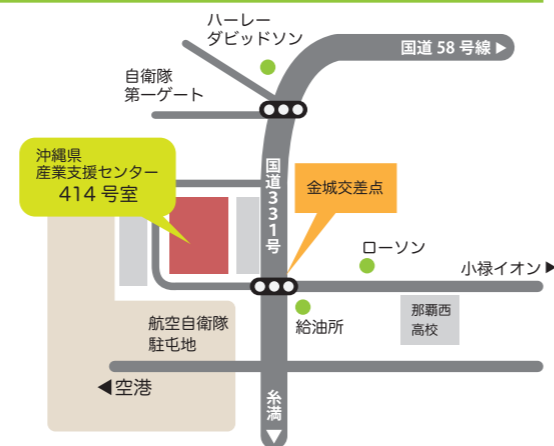 ハーレー
ダビッドソン
国道 58 号線 ▶
自衛隊
第一ゲート
沖縄県
産業支援センター
414 号室
国道331号
金城交差点
ローソン
小禄イオン ▶
給油所
那覇西
高校
航空自衛隊
駐屯地
◀空港
糸満
▼